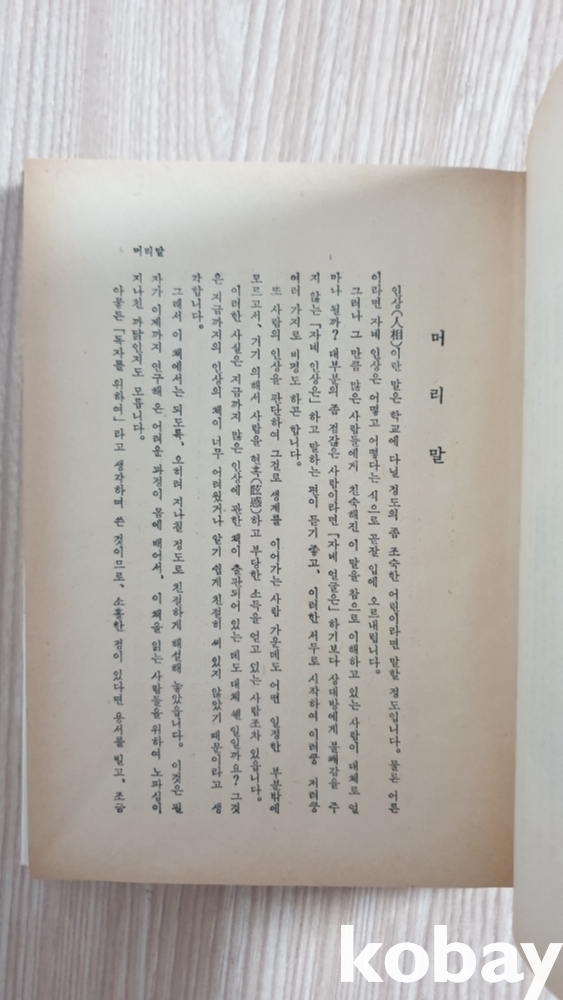 머리말
머리말
인상(人相)이란 말은 학교에 다닐 정도의 좀 조숙한 어린이라면 말할 정도입니다. 물론 어른
이라면 자네 인상은 어떻고 어떻다는 식으로 곧잘 입에 오르내립니다.
그러나 그 만큼 많은 사람들에게 친숙해진 이 말을 참으로 이해하고 있는 사람이 대체로 얼
마나 될까? 대부분의 좀 점잖은 사람이라면 「자네 얼굴은」 하기보다 상대방에게 불쾌감을 주
지 않는 「자네 인상은」 하고 말하는 편이 듣기 좋고, 이러한 서두로 시작하여 이러쿵 저러쿵
여러 가지로 비평도 하곤 합니다.
또 사람의 인상을 판단하여 그걸로 생계를 이어가는 사람 가운데도 어떤 일정한 부분밖에
모르고서, 거기 의해서 사람을 현혹(眩惑)하고 부당한 소득을 얻고 있는 사람조차 있읍니다.
이러한 사실은 지금까지 많은 인상에 관한 책이 출판되어 있는 데도 대체 웬 일일까요? 그것
은 지금까지의 인상의 책이 너무 어려웠거나 알기 쉽게 친절히 써 있지 않았기 때문이라고 생
각합니다.
그래서 이 책에서는 되도록, 오히려 지나칠 정도로 친절하게 해설해 놓았읍니다. 이것은 필
자가 이제까지 연구해 온 어려운 과정이 몸에 배어서, 이 책을 읽는 사람들을 위하여 노파심이
지나친 까닭인지도 모릅니다.
아뭏든 「독자를 위하여」라고 생각하며 쓴 것이므로, 소홀한 점이 있다면 용서를 빌고, 조금
kobay